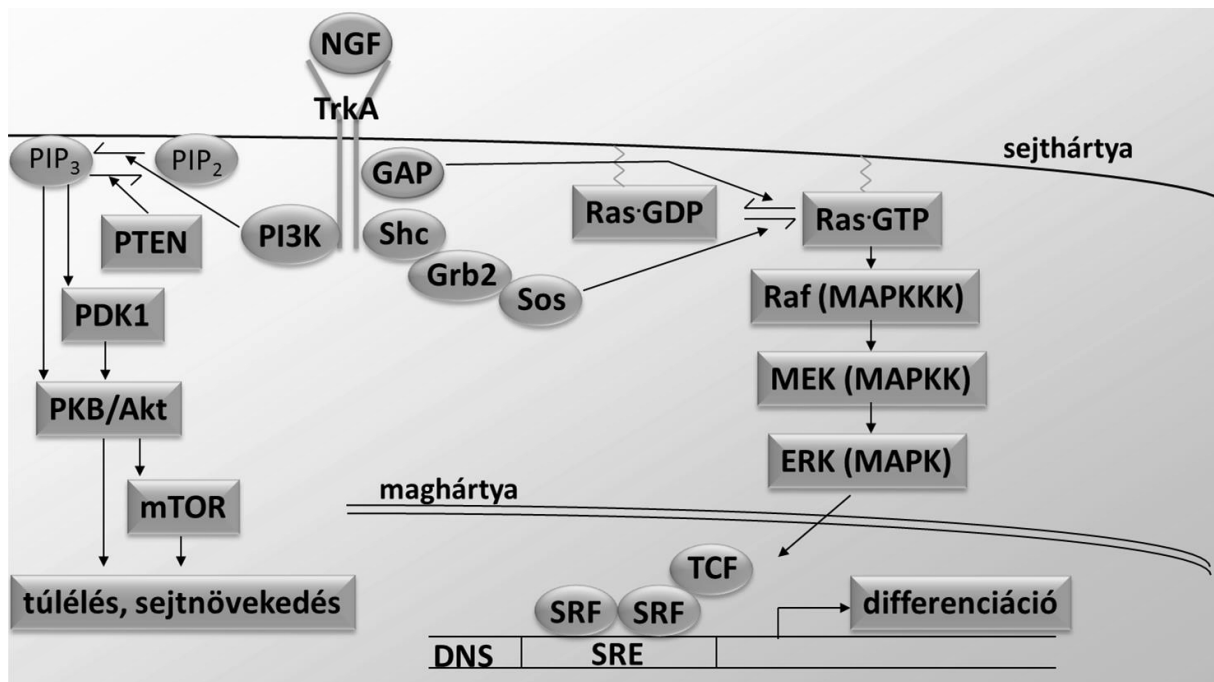 NGF
TrkA
sejthártya
PIP3
PIP2
GAP
Ras·GDP
Ras·GTP
PTEN
PI3K
Shc
Grb2
Sos
Raf (MAPKKK)
PDK1
MEK (MAPKK)
PKB/Akt
ERK (MAPK)
maghártya
mTOR
TCF
túlélés, sejtnövekedés
SRF
SRF
differenciáció
DNS
SRE